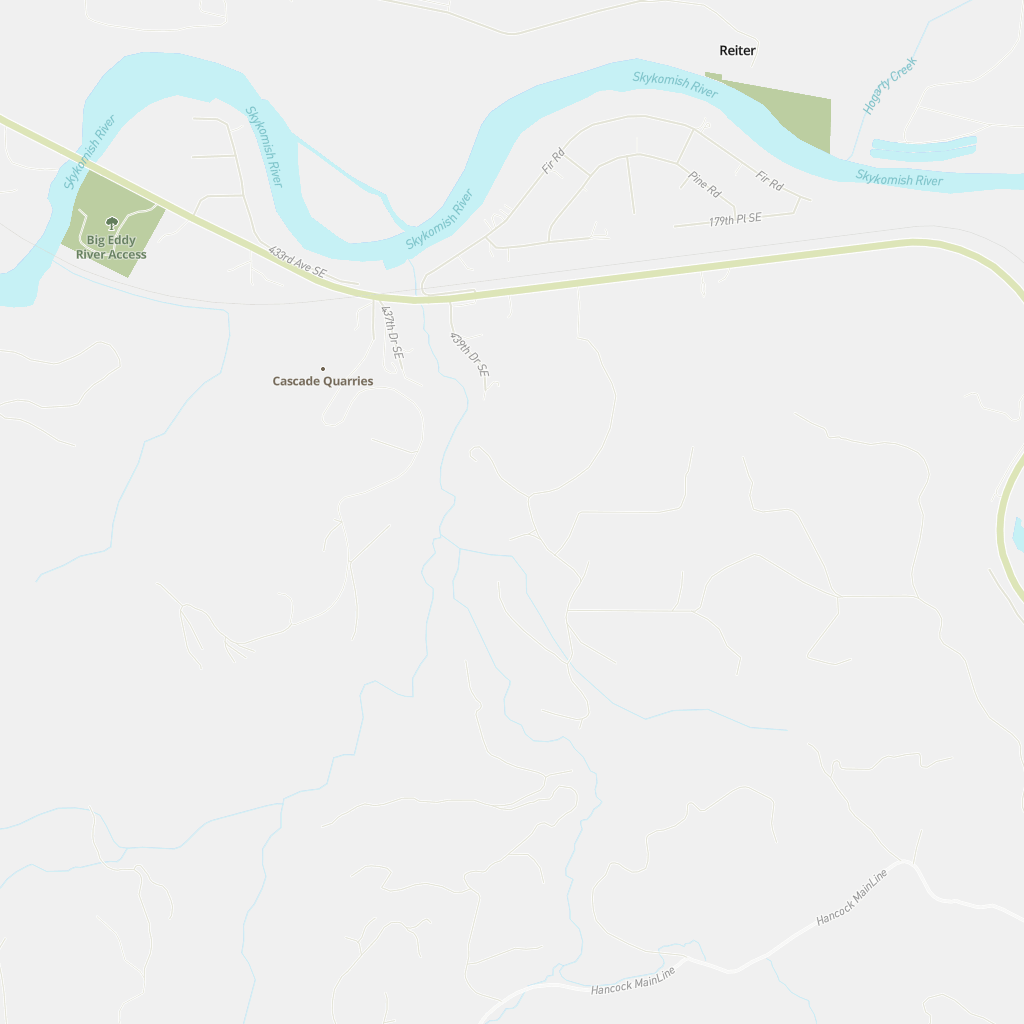 Reiter
Skykomish River
Hogarty Creek
Skykomish River
Skykomish River
Skykomish River
Skykomish River
Fir Rd
Pine Rd
Fir Rd
179th Pl SE
Big Eddy
River Access
433rd Ave SE
437th Dr SE
439th Dr SE
Cascade Quarries
Hancock MainLine
Hancock MainLine